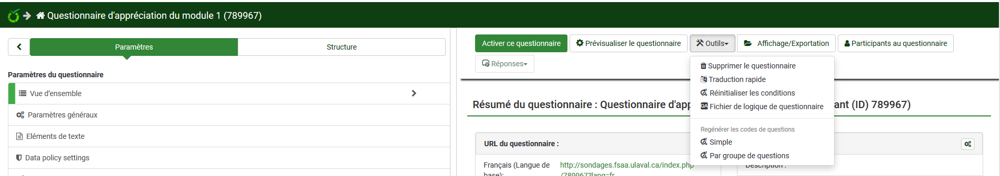 Questionnaire d'appréciation du module 1 (789967)
Paramètres
Structure
Paramètres du questionnaire
Vue d'ensemble
Paramètres généraux
Eléments de texte
Data policy settings
Activer ce questionnaire
Prévisualiser le questionnaire
Outils
Affichage/Exportation
Participants au questionnaire
Réponses
Supprimer le questionnaire
Traduction rapide
Réinitialiser les conditions
Fichier de logique de questionnaire
Regénérer les codes de questions
Simple
Par groupe de questions
Résumé du questionnaire : Questionnaire d'app
ant (ID) 789967)
URL du questionnaire :
Français (Langue de
base):
http://sondages.fsaa.ulaval.ca/index.php
/789967?lang=fr
Description :